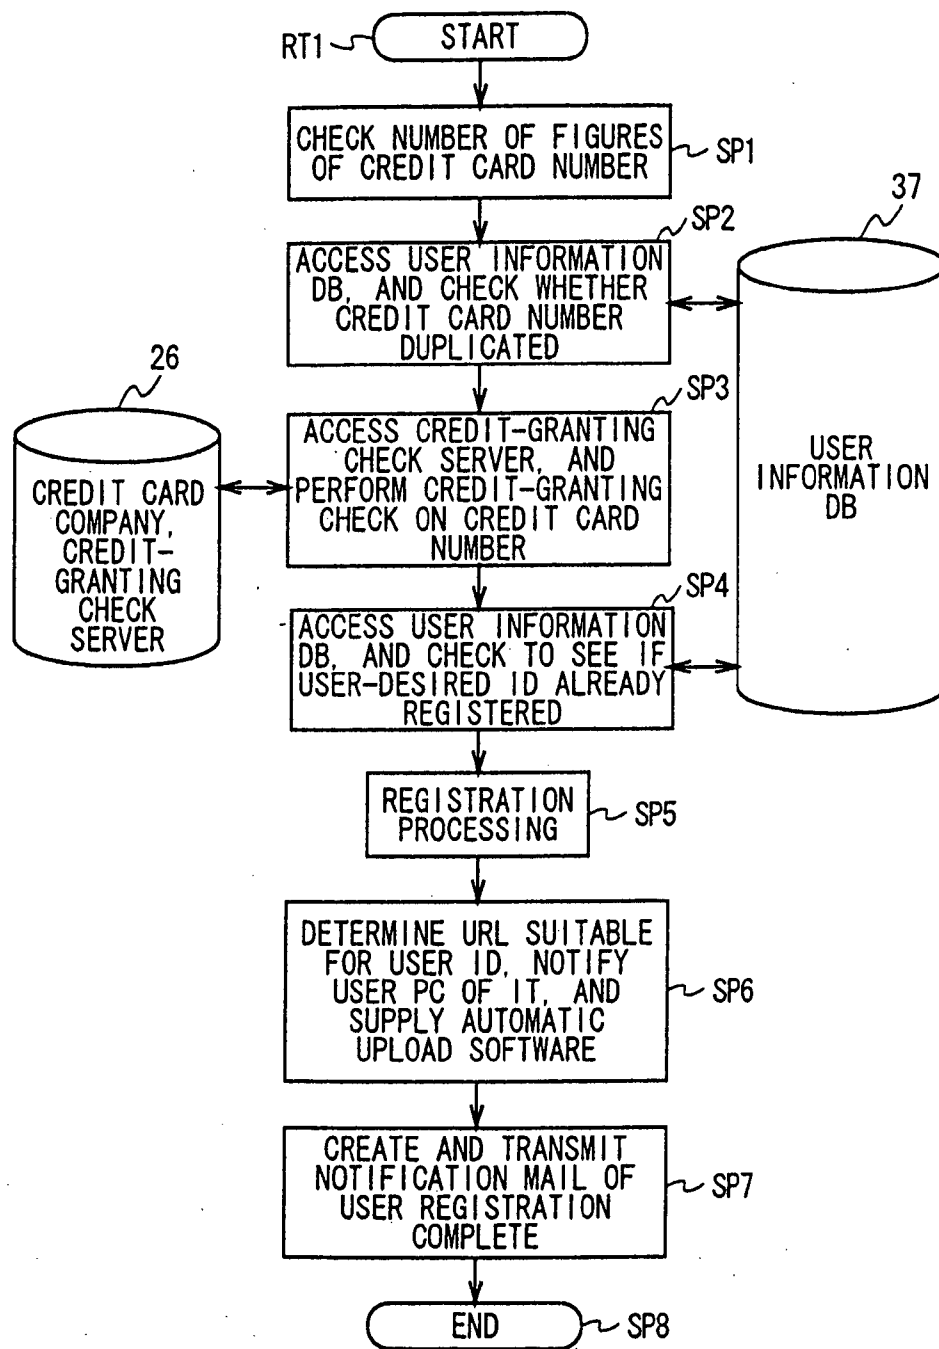 START
RT1
CHECK NUMBER OF FIGURES
OF CREDIT CARD NUMBER
SP1
SP2
37
ACCESS USER INFORMATION
DB, AND CHECK WHETHER
CREDIT CARD NUMBER
DUPLICATED
26
SP3
ACCESS CREDIT-GRANTING
CHECK SERVER, AND
PERFORM CREDIT-GRANTING
CHECK ON CREDIT CARD
NUMBER
USER
INFORMATION
DB
CREDIT CARD
COMPANY,
CREDIT-
GRANTING
CHECK
SERVER
SP4
ACCESS USER INFORMATION
DB, AND CHECK TO SEE IF
USER-DESIRED ID ALREADY
REGISTERED
REGISTRATION
PROCESSING
SP5
DETERMINE URL SUITABLE
FOR USER ID, NOTIFY
USER PC OF IT, AND
SUPPLY AUTOMATIC
UPLOAD SOFTWARE
SP6
CREATE AND TRANSMIT
NOTIFICATION MAIL OF
USER REGISTRATION
COMPLETE
SP7
END
SP8